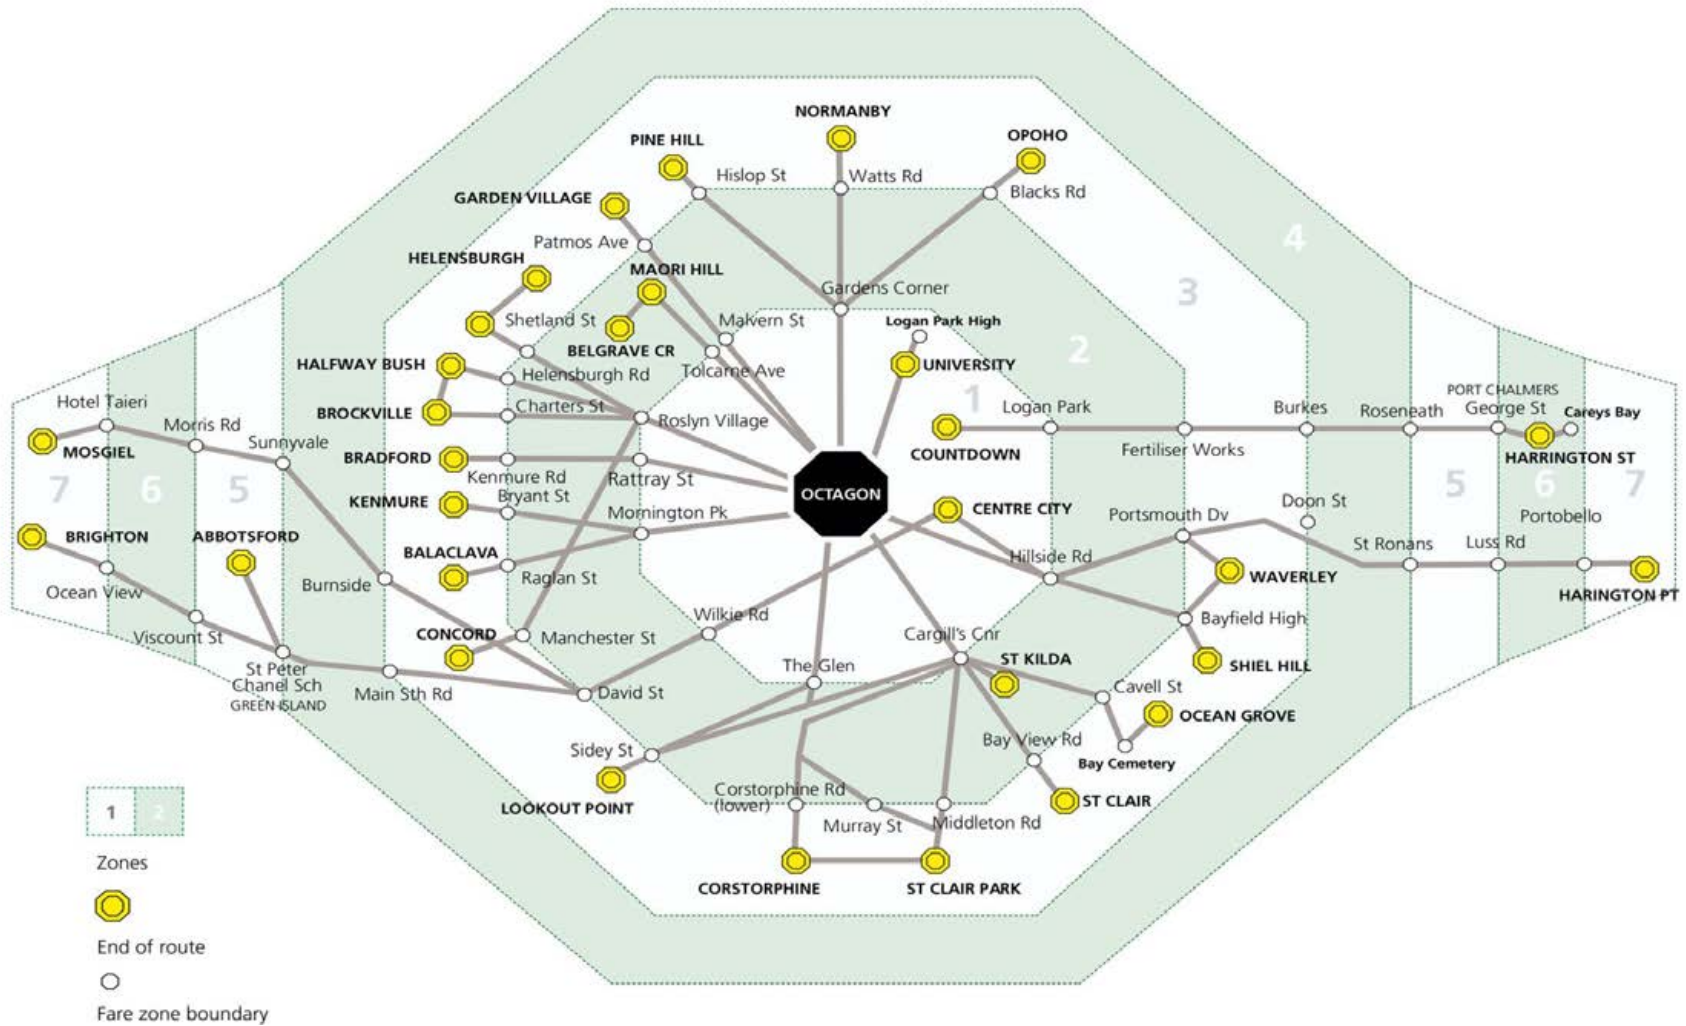 NORMANBY
OPOHO
PINE HILL
Hislop St
Watts Rd
Blacks Rd
GARDEN VILLAGE
4
Patmos Ave
HELENSBURGH
MAORI HILL
Gardens Corner
3
Shetland St
Malvern St
Logan Park High
BELGRAVE CR
2
HALFWAY BUSH
Helensburgh Rd
Tolcarne Ave
UNIVERSITY
PORT CHALMERS
Hotel Taieri
BROCKVILLE
Charters St
1
Logan Park
Burkes
Roseneath
George St
Careys Bay
Morris Rd
Roslyn Village
Sunnyvale
MOSGIEL
BRADFORD
COUNTDOWN
Fertiliser Works
HARRINGTON ST
Kenmure Rd
Rattray St
7
6
5
5
6
7
KENMURE
Bryant St
OCTAGON
Doon St
Mornington Pk
CENTRE CITY
Portsmouth Dv
Portobello
BRIGHTON
ABBOTSFORD
St Ronans
Luss Rd
BALACLAVA
Hillside Rd
Raglan St
WAVERLEY
Burnside
Ocean View
HARINGTON PT
Wilkie Rd
Bayfield High
Viscount St
CONCORD
Manchester St
Cargill's Cnr
ST KILDA
The Glen
SHIEL HILL
St Peter
Chanel Sch
GREEN ISLAND
Main Sth Rd
David St
Cavell St
OCEAN GROVE
Sidey St
Bay View Rd
Bay Cemetery
LOOKOUT POINT
Corstorphine Rd
(lower)
ST CLAIR
Murray St
Middleton Rd
1
2
Zones
CORSTORPHINE
ST CLAIR PARK
End of route
Fare zone boundary